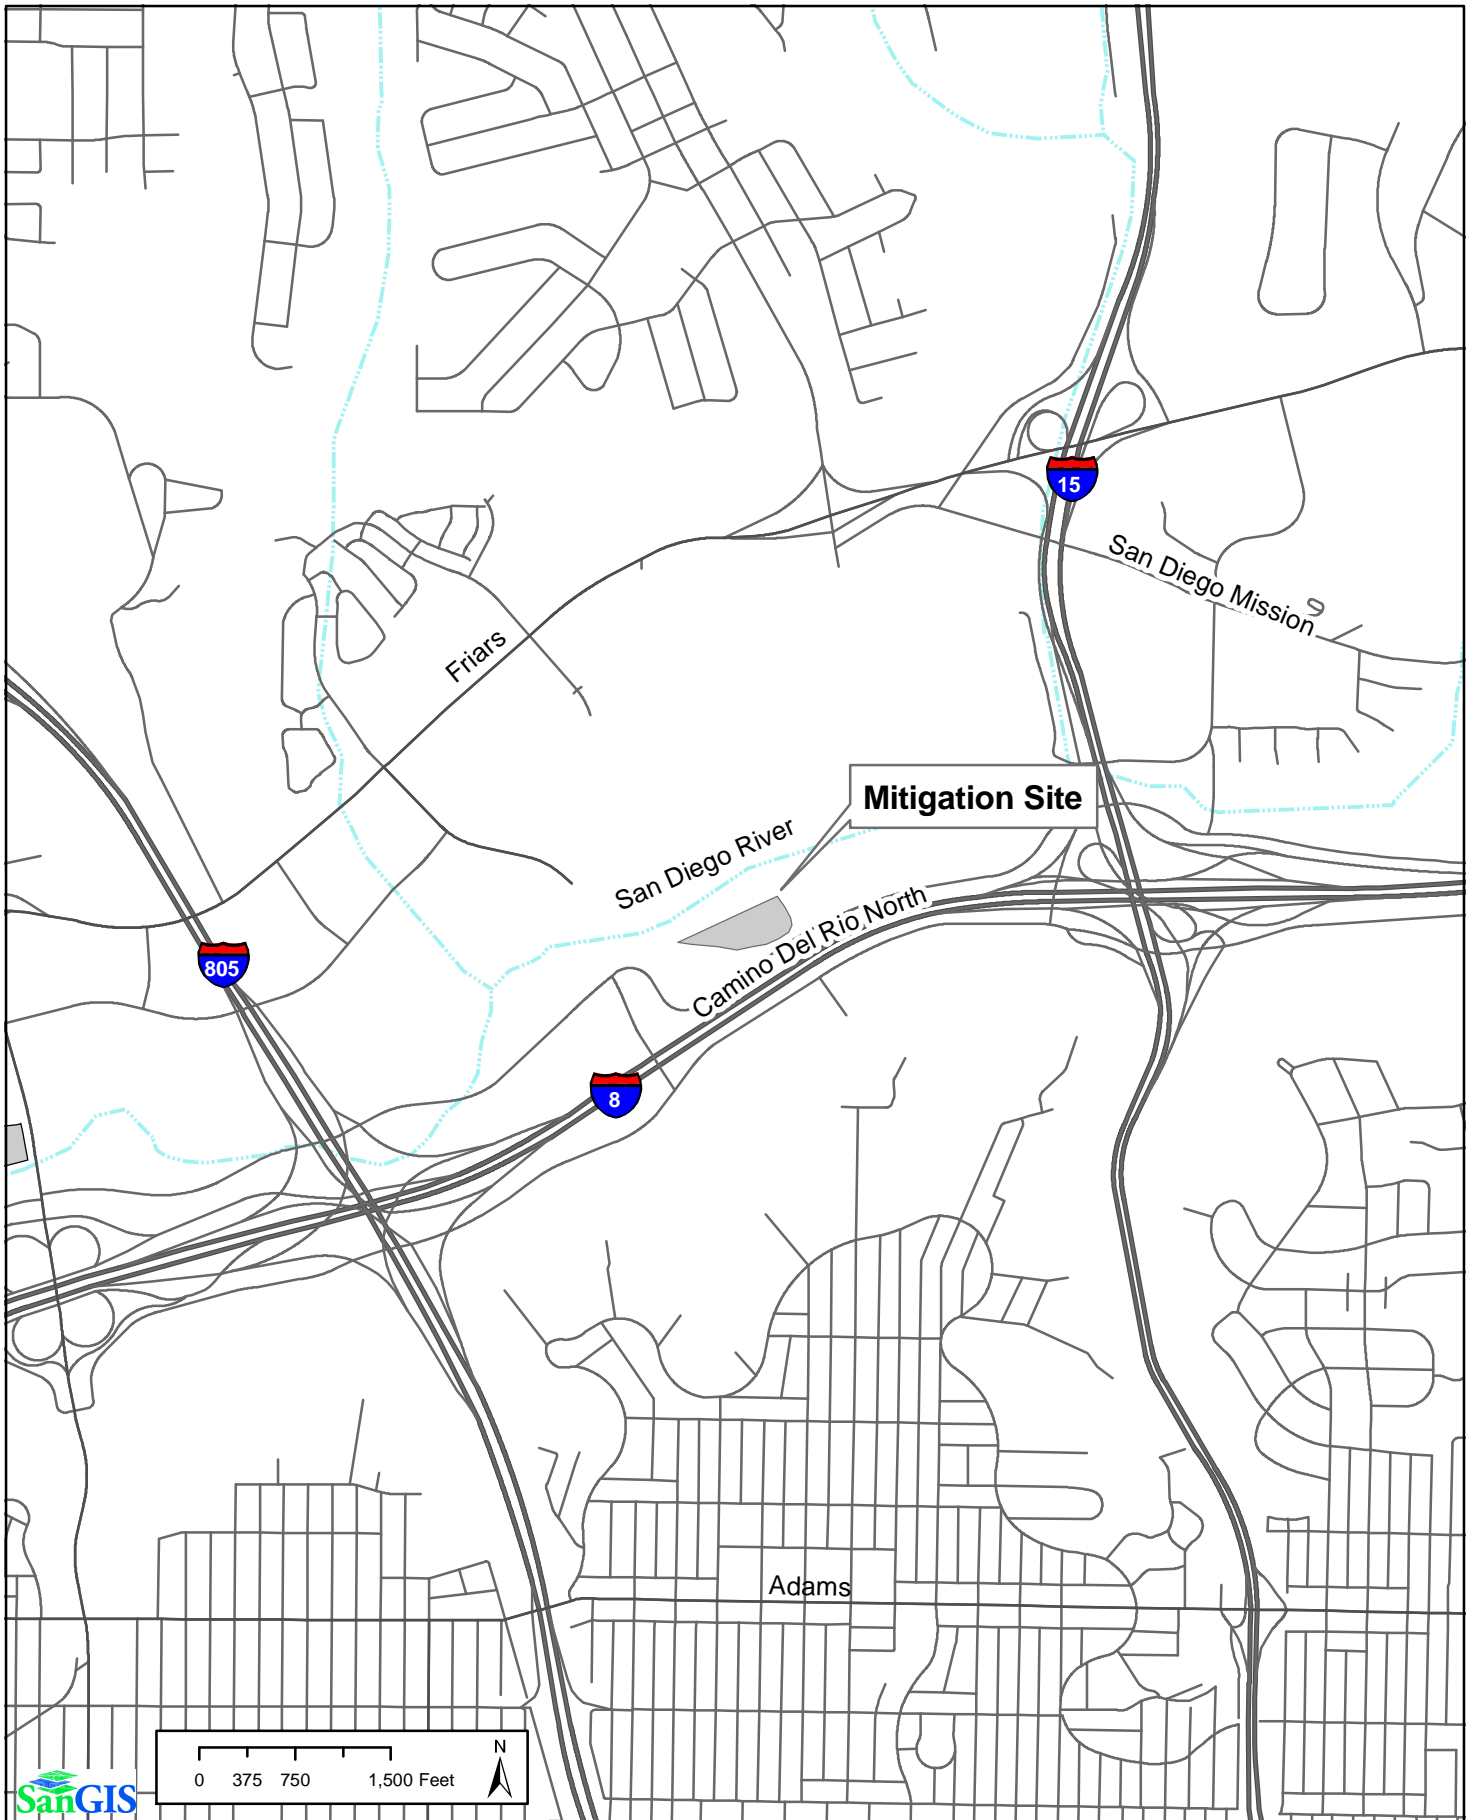 15
San Diego Mission
Friars
Mitigation Site
San Diego River
Camino Del Rio North
805
8
Adams
N
0 375 750 1,500 Feet
SanGIS